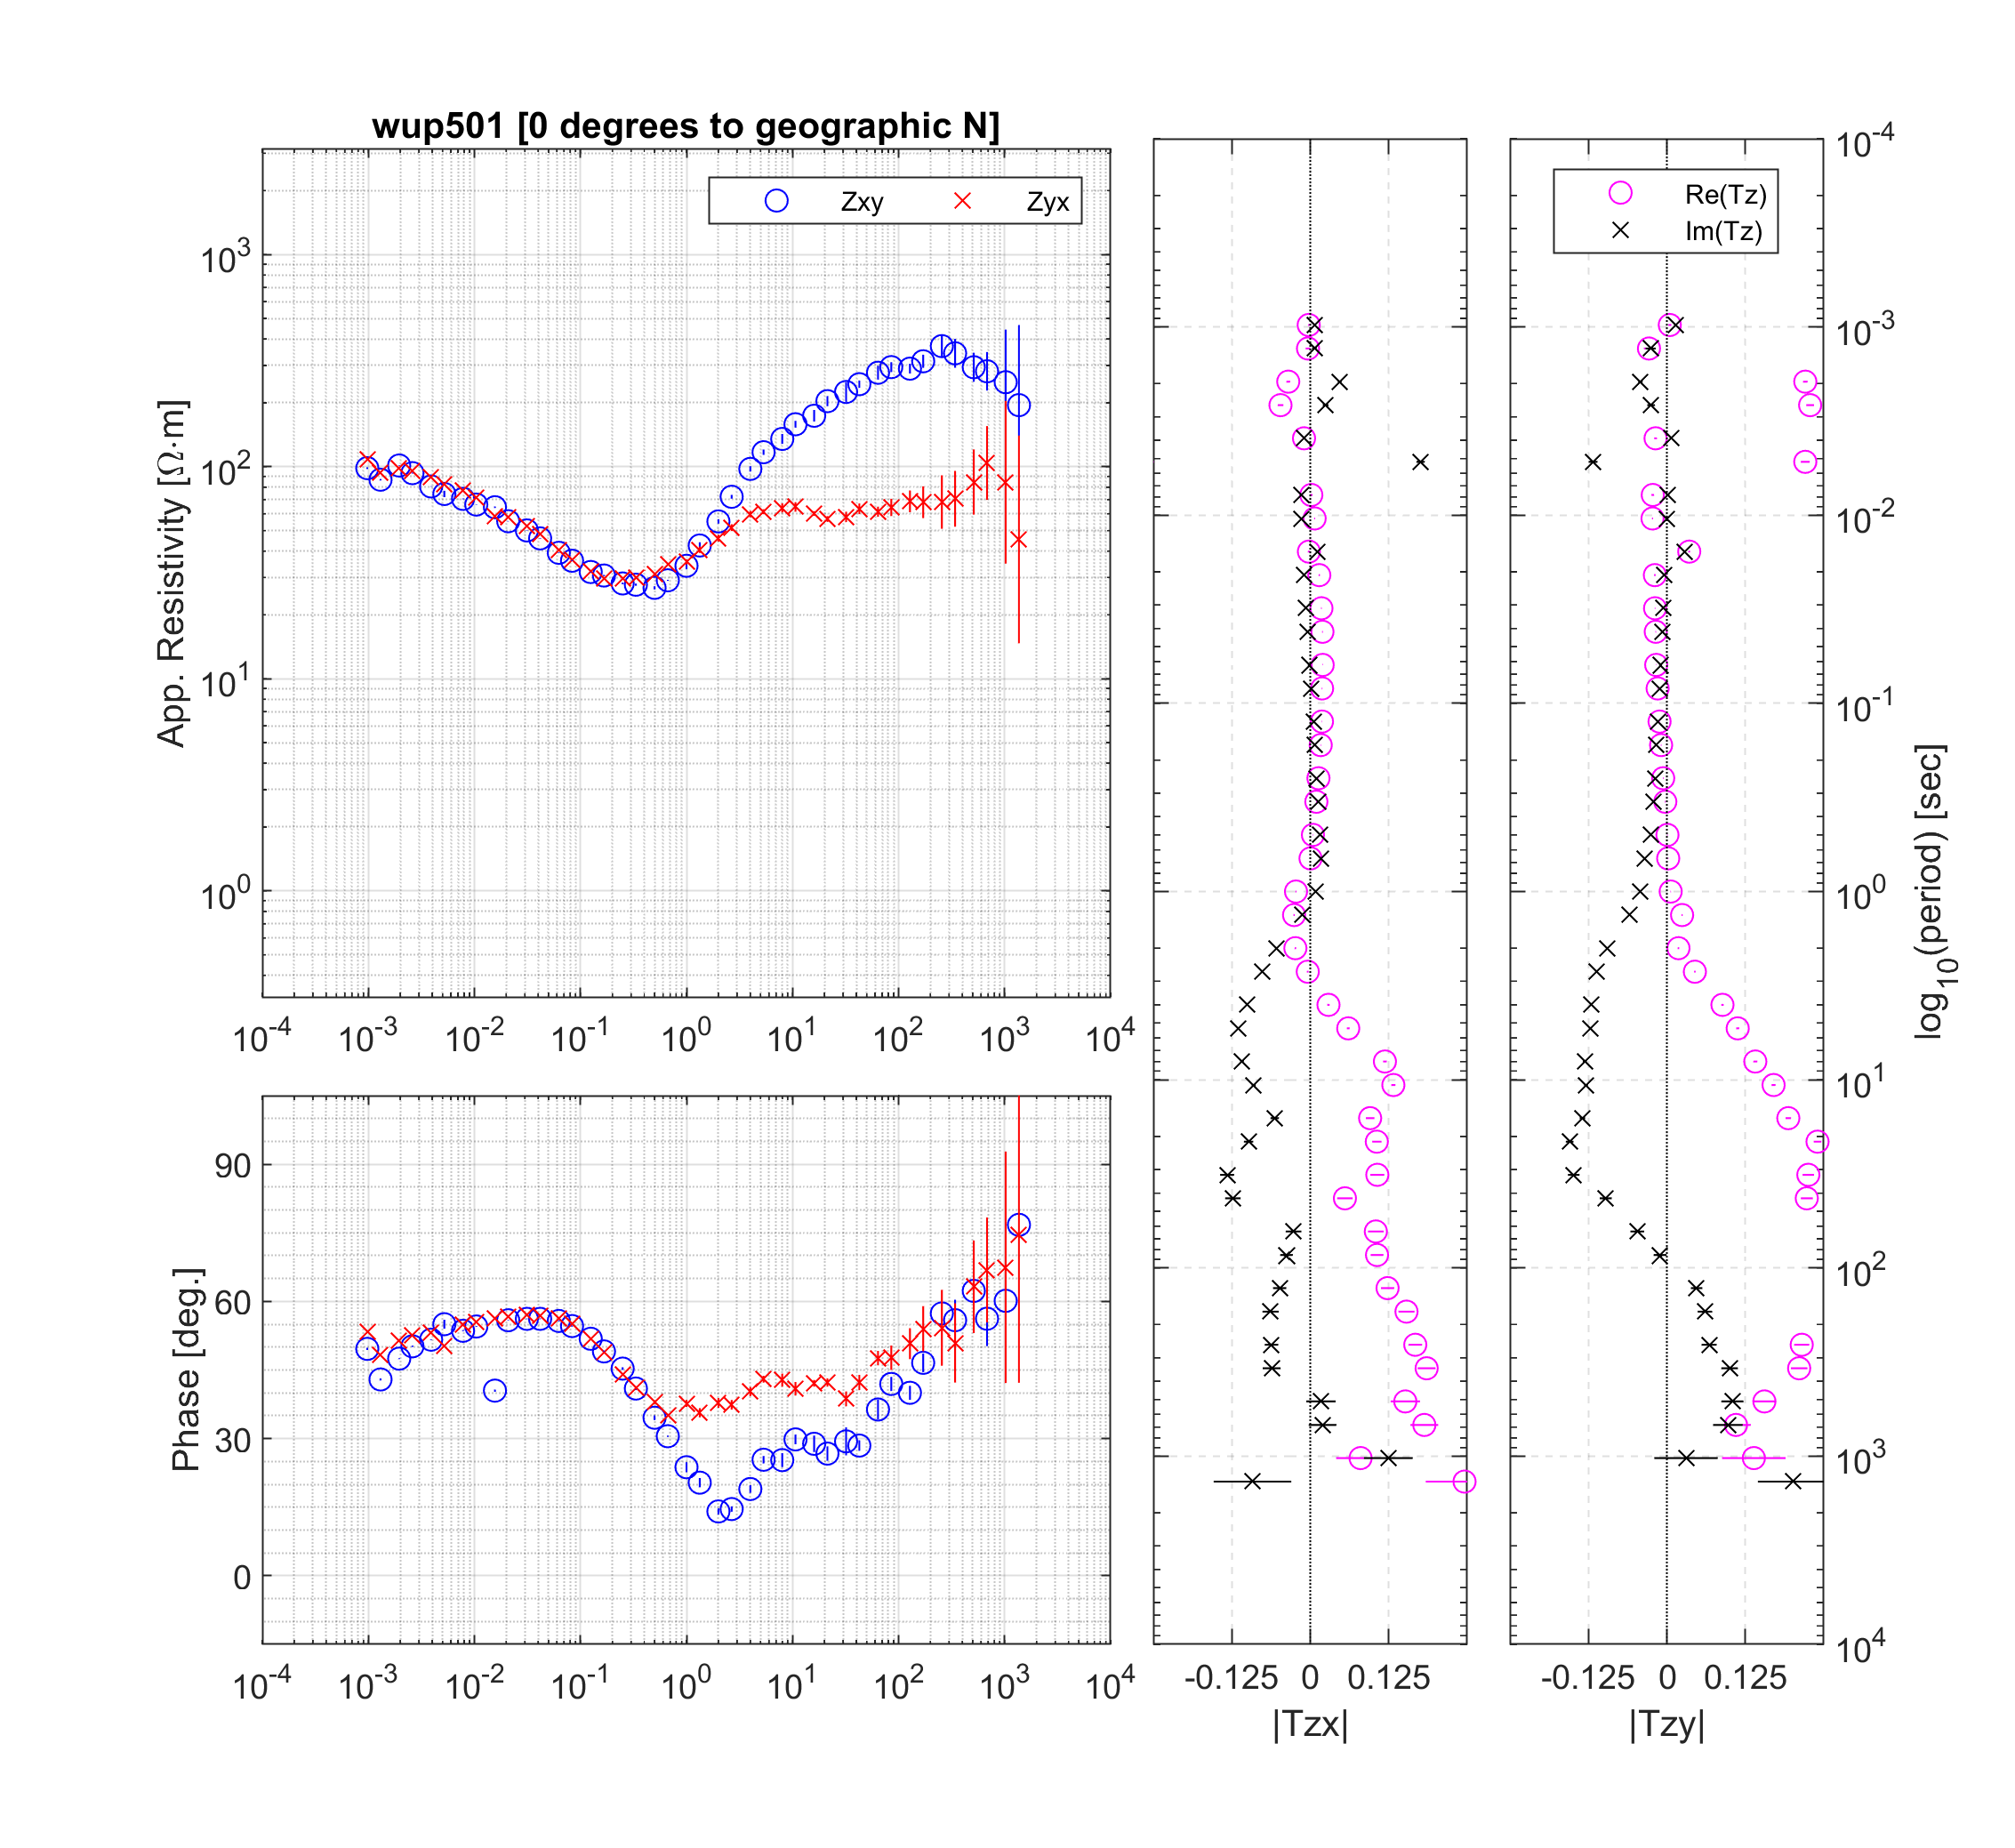 wup501 [0 degrees to geographic N]
Zxy Zyx
App. Resistivity [Ω·m]
10^3
10^2
10^1
10^0
10^-4 10^-3 10^-2 10^-1 10^0 10^1 10^2 10^3 10^4
Phase [deg.]
90
60
30
0
10^-4 10^-3 10^-2 10^-1 10^0 10^1 10^2 10^3 10^4
-0.125 0 0.125
|Tzx|
Re(Tz)
Im(Tz)
-0.125 0 0.125
|Tzy|
10^-4
10^-3
10^-2
10^-1
10^0
10^1
10^2
10^3
10^4
log_10(period) [sec]